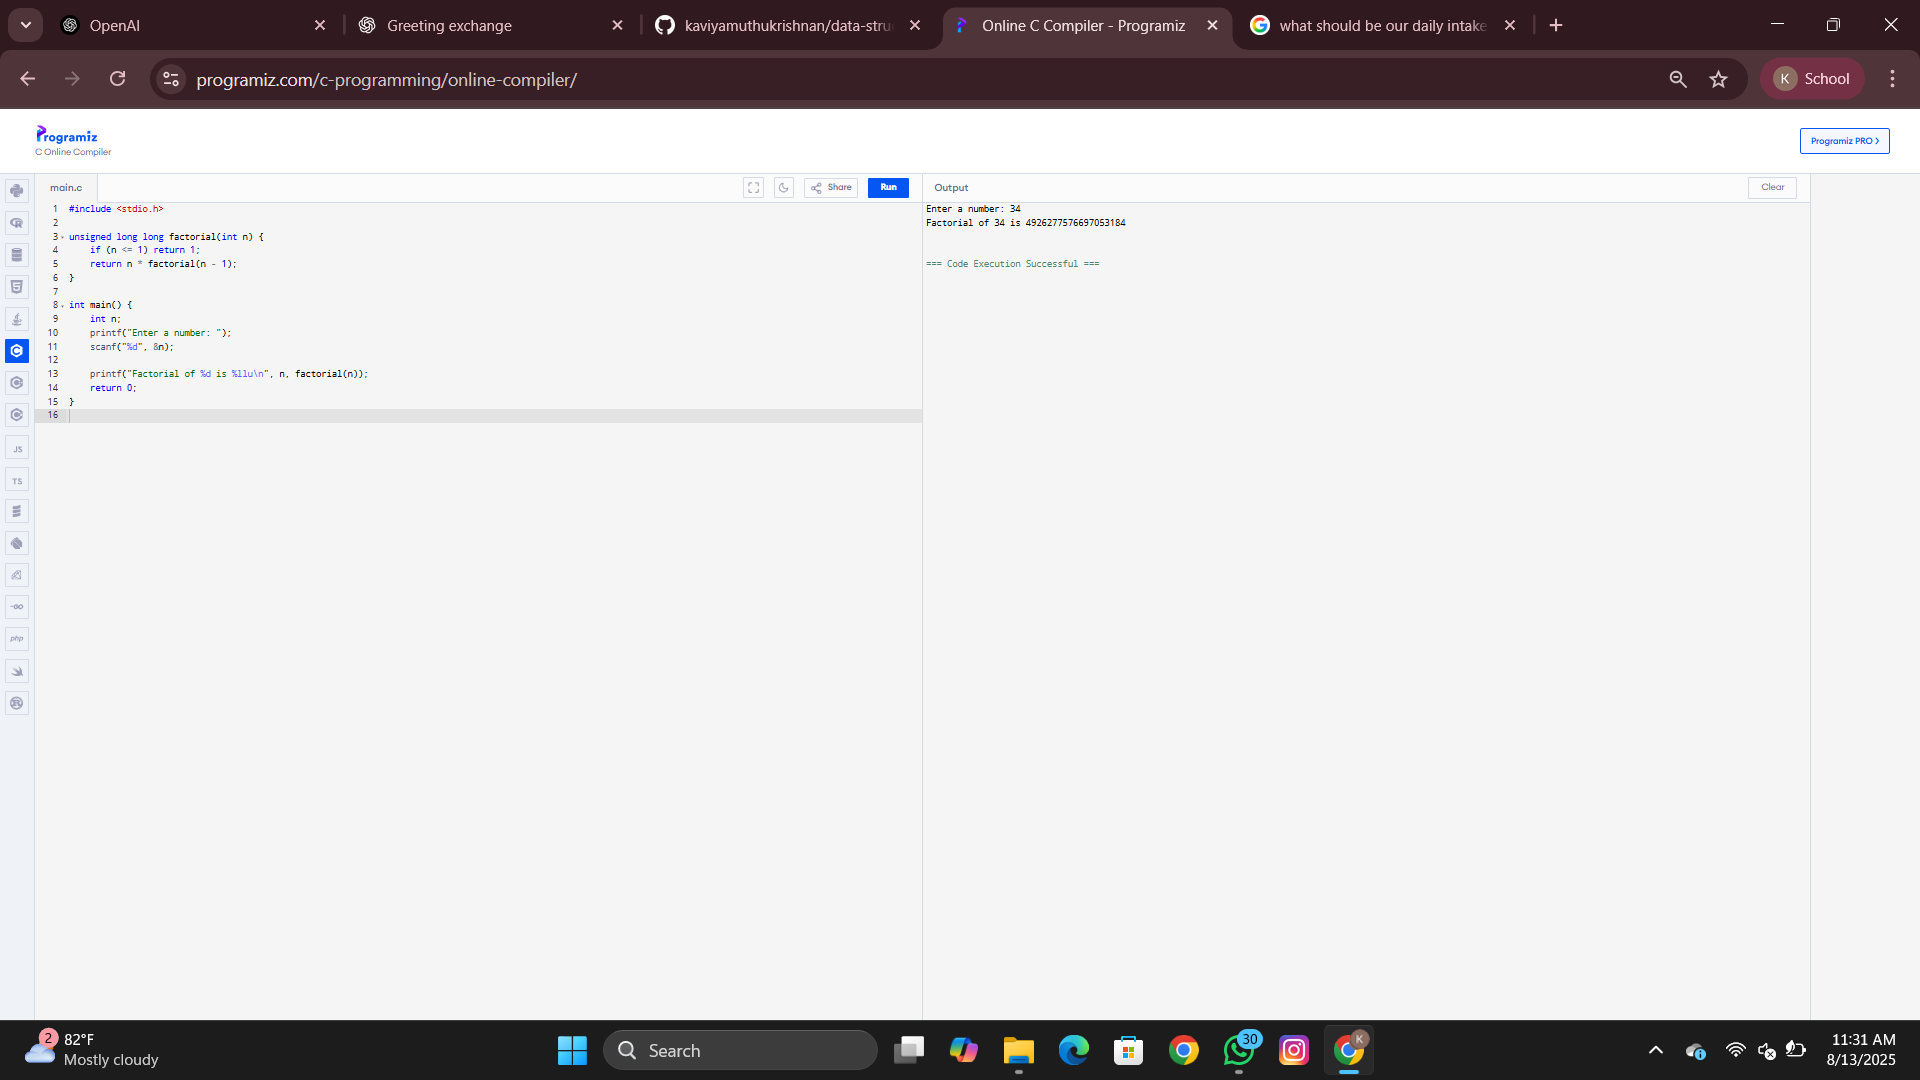 OpenAI
Greeting exchange
kaviyamuthukrishnan/data-stru
Online C Compiler - Programiz
what should be our daily intake
programiz.com/c-programming/online-compiler/
K School
Programiz
C Online Compiler
Programiz PRO >
main.c
Share
Run
Output
Clear
1 #include <stdio.h>
2
3 unsigned long long factorial(int n) {
4     if (n <= 1) return 1;
5     return n * factorial(n - 1);
6 }
7
8 int main() {
9     int n;
10     printf("Enter a number: ");
11     scanf("%d", &n);
12
13     printf("Factorial of %d is %llu\n", n, factorial(n));
14     return 0;
15 }
16
Enter a number: 34
Factorial of 34 is 4926277576697053184
=== Code Execution Successful ===
JS
TS
GO
php
2
82°F
Mostly cloudy
Search
30
K
11:31 AM
8/13/2025